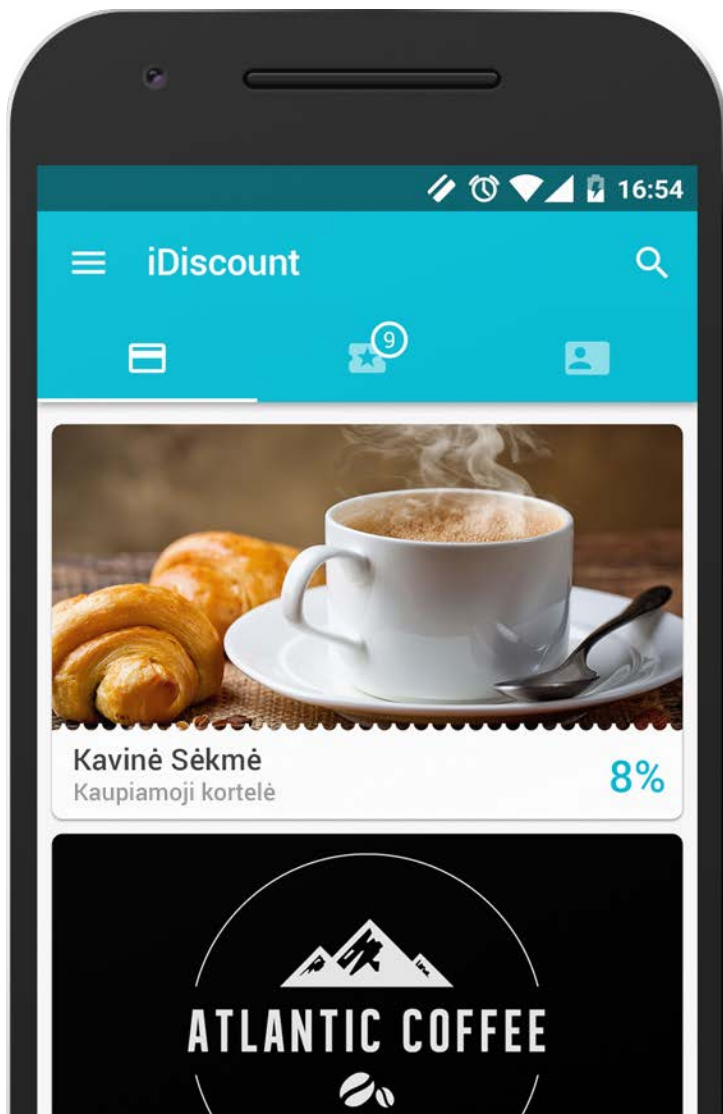 16:54
iDiscount
9
Kavinė Sėkmė
Kaupiamoji kortelė
8%
ATLANTIC COFFEE